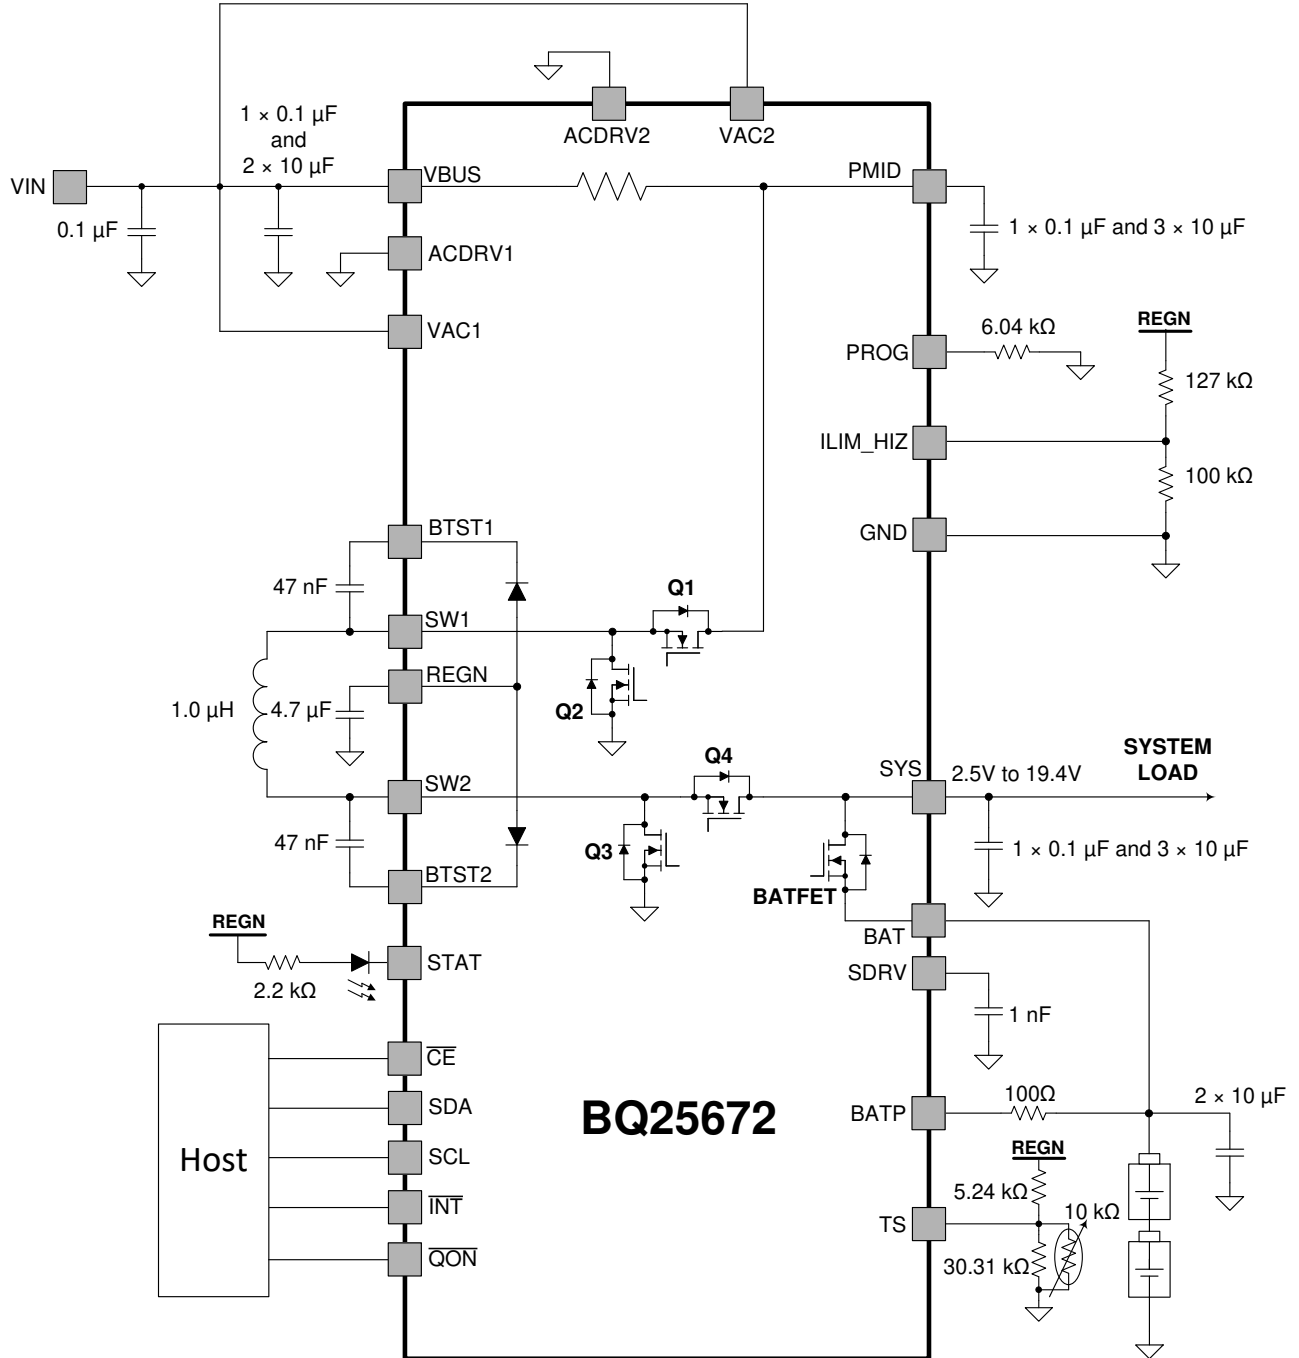 1 × 0.1 µF
and
2 × 10 µF
ACDRV2
VAC2
VIN
VBUS
PMID
0.1 µF
1 × 0.1 µF and 3 × 10 µF
ACDRV1
VAC1
6.04 kΩ
REGN
PROG
127 kΩ
ILIM_HIZ
100 kΩ
GND
BTST1
47 nF
Q1
SW1
REGN
1.0 µH
4.7 µF
Q2
Q4
SYS
SYSTEM
LOAD
2.5V to 19.4V
SW2
47 nF
Q3
1 × 0.1 µF and 3 × 10 µF
BTST2
BATFET
REGN
BAT
STAT
SDRV
2.2 kΩ
1 nF
CE
SDA
BATP
100Ω
2 × 10 µF
BQ25672
Host
SCL
REGN
5.24 kΩ
INT
TS
10 kΩ
QON
30.31 kΩ